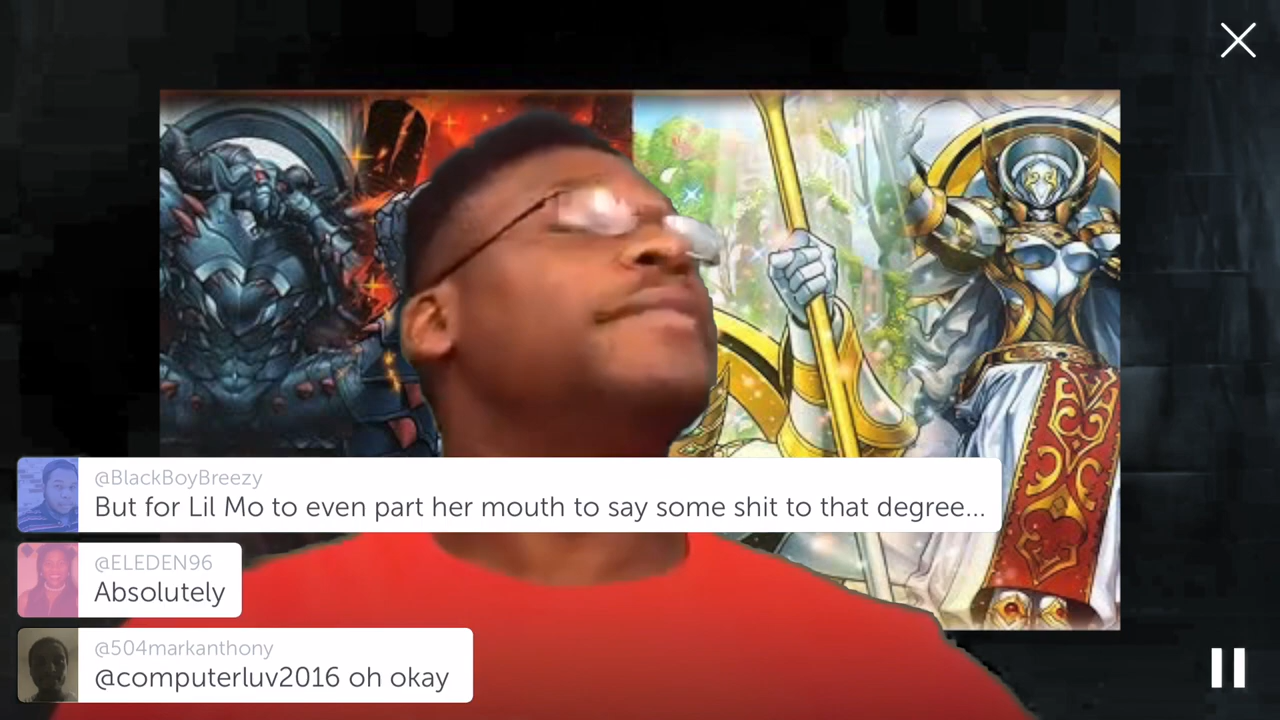 @BlackBoyBreezy
But for Lil Mo to even part her mouth to say some shit to that degree...
@ELEDEN96
Absolutely
@504markanthony
@computerluv2016 oh okay